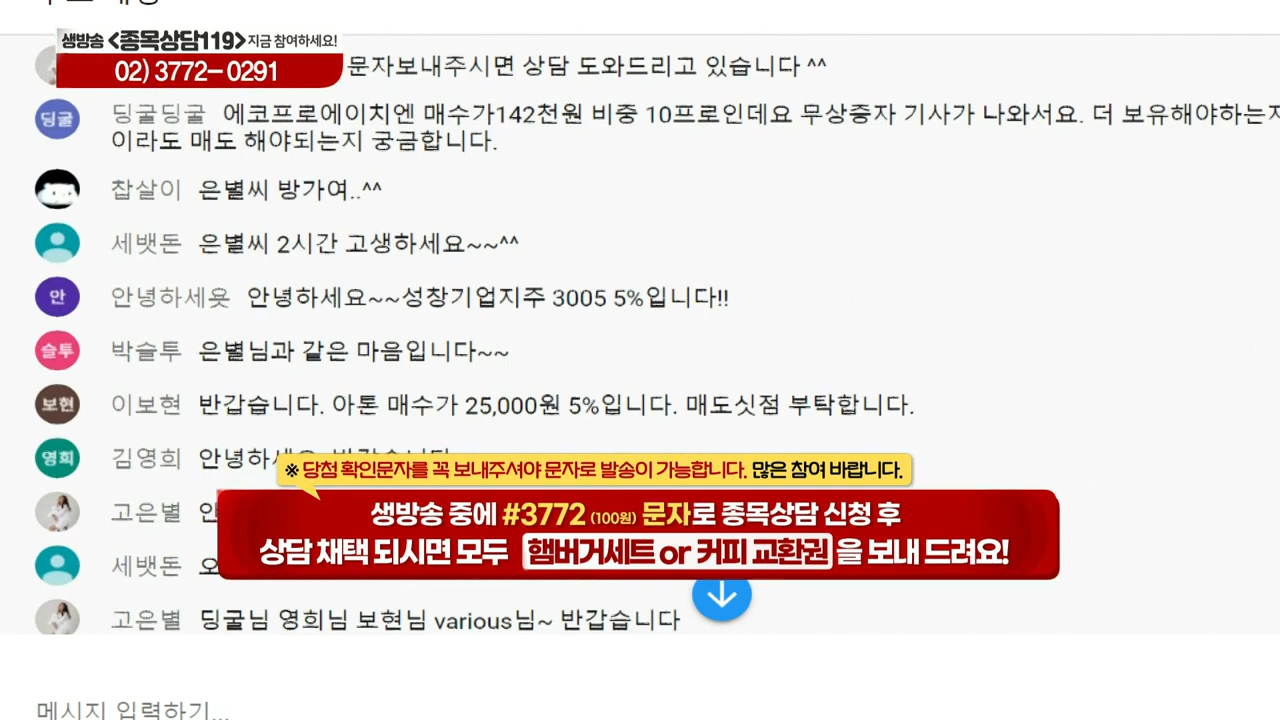 생방송 <종목상담119> 지금 참여하세요!
02) 3772-0291
문자보내주시면 상담 도와드리고 있습니다 ^^
딩굴
딩굴딩굴 에코프로에이치엔 매수가142천원 비중 10프로인데요 무상증자 기사가 나와서요. 더 보유해야하는지
이라도 매도 해야되는지 궁금합니다.
찹살이 은별씨 방가여..^^
세뱃돈 은별씨 2시간 고생하세요~~^^
안
안녕하세욧 안녕하세요~~성창기업지주 3005 5%입니다!!
슬투
박슬투 은별님과 같은 마음입니다~~
보현
이보현 반갑습니다. 아톤 매수가 25,000원 5%입니다. 매도싯점 부탁합니다.
영희
김영희 안녕하세요
※ 당첨 확인문자를 꼭 보내주셔야 문자로 발송이 가능합니다. 많은 참여 바랍니다.
고은별
생방송 중에 #3772 (100원) 문자로 종목상담 신청 후
상담 채택 되시면 모두 햄버거세트 or 커피 교환권 을 보내 드려요!
세뱃돈
고은별 딩굴님 영희님 보현님 various님~ 반갑습니다
메시지 입력하기...